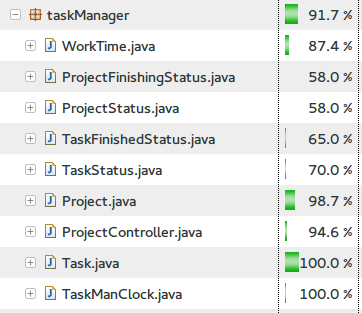 taskManager 91.7 %
WorkTime.java 87.4 %
ProjectFinishingStatus.java 58.0 %
ProjectStatus.java 58.0 %
TaskFinishedStatus.java 65.0 %
TaskStatus.java 70.0 %
Project.java 98.7 %
ProjectController.java 94.6 %
Task.java 100.0 %
TaskManClock.java 100.0 %